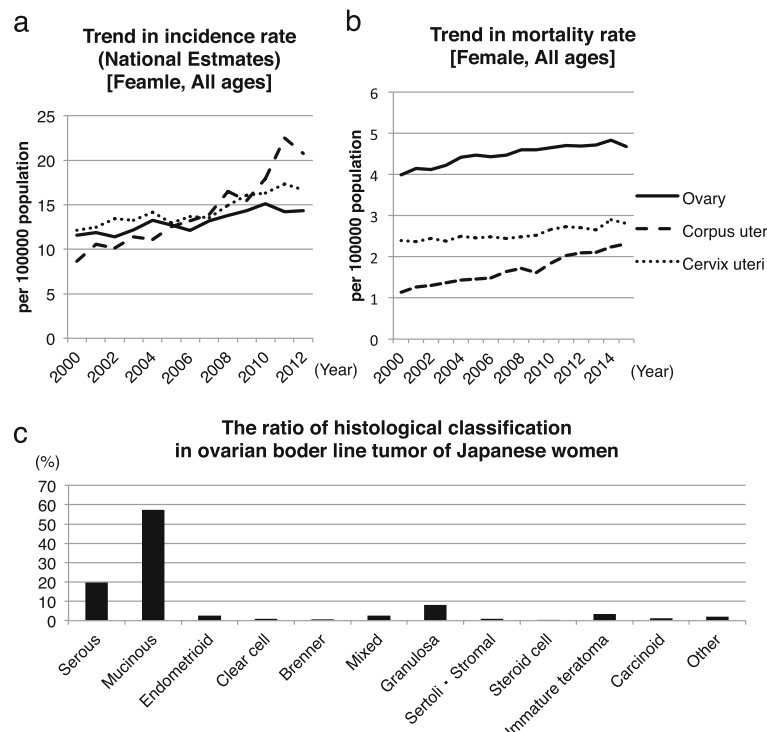 a
Trend in incidence rate
(National Estmates)
[Feamle, All ages]
per 100000 population
25
20
15
10
5
0
2000
2002
2004
2006
2008
2010
2012
(Year)
b
Trend in mortality rate
[Female, All ages]
per 100000 population
6
5
4
3
2
1
0
2000
2002
2004
2006
2008
2010
2012
2014
(Year)
Ovary
Corpus uteri
Cervix uteri
c
The ratio of histological classification
in ovarian boder line tumor of Japanese women
(%)
70
60
50
40
30
20
10
0
Serous
Mucinous
Endometrioid
Clear cell
Brenner
Mixed
Granulosa
Sertoli・Stromal
Steroid cell
Immature teratoma
Carcinoid
Other